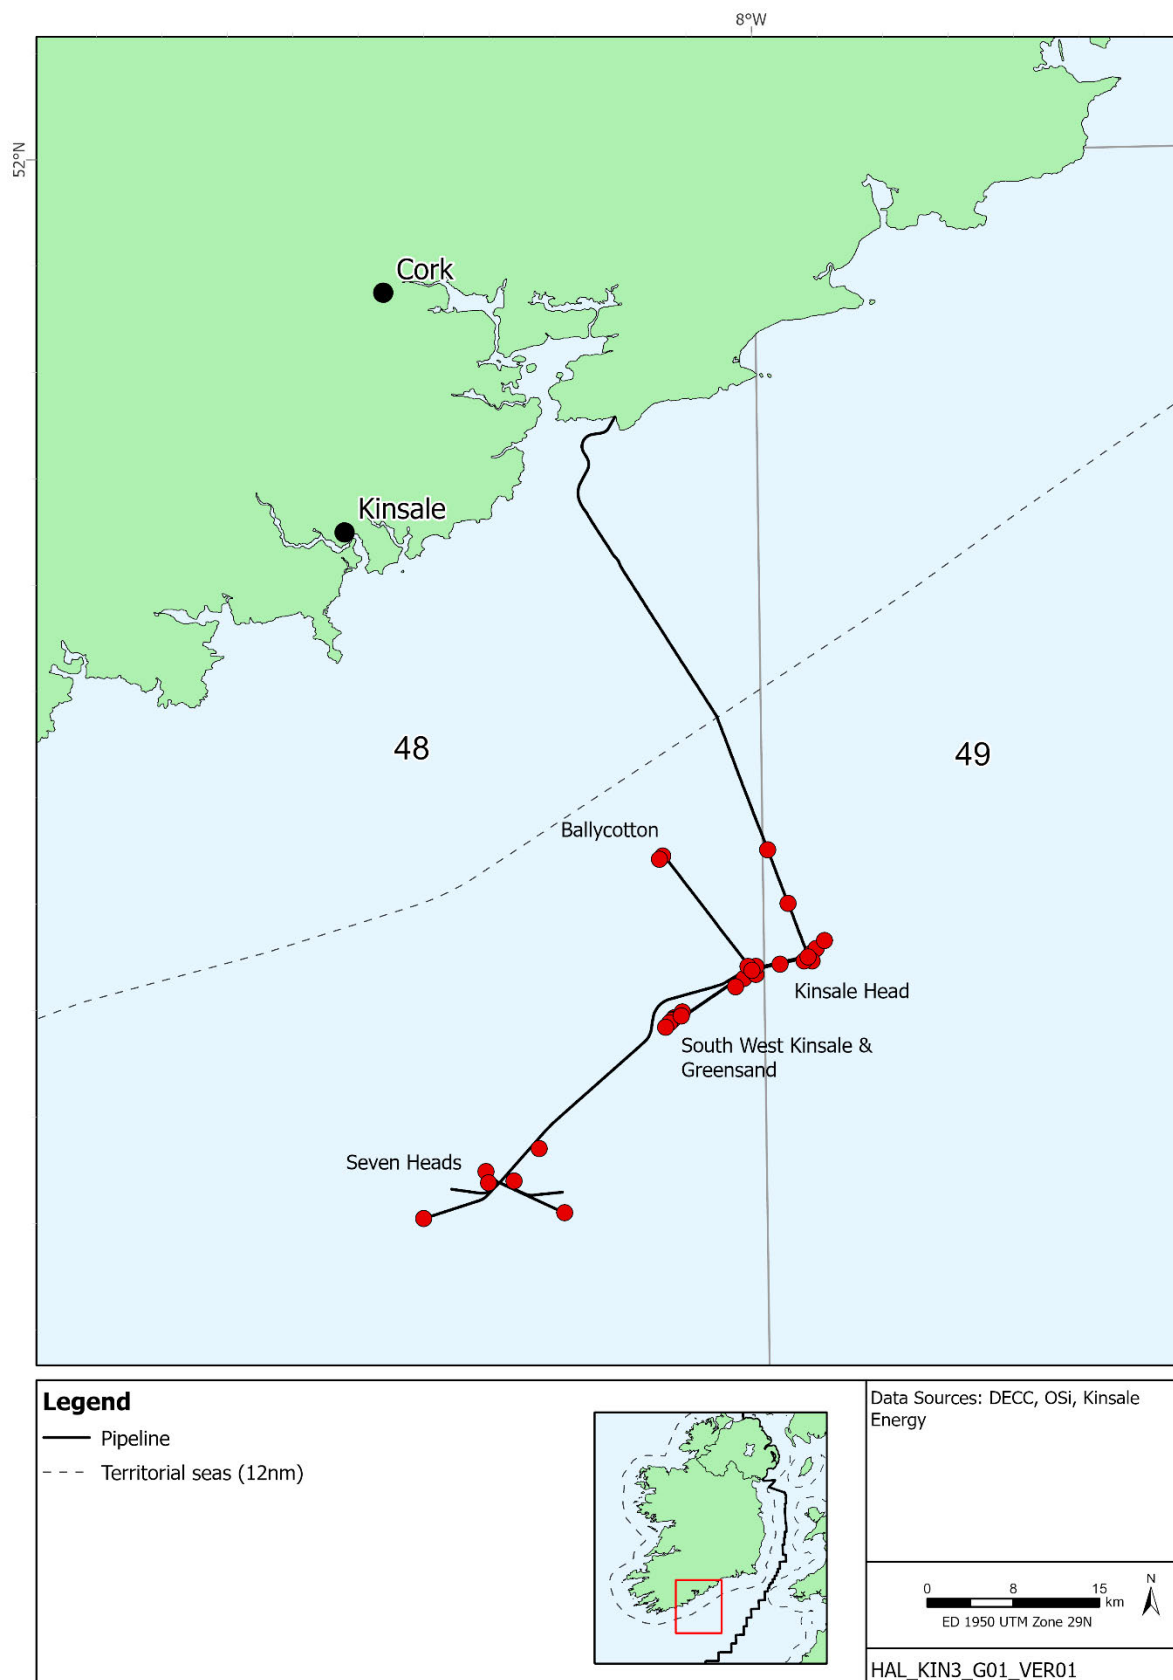 8°W
52°N
Cork
Kinsale
48
49
Ballycotton
Kinsale Head
South West Kinsale &
Greensand
Seven Heads
Legend
Pipeline
Territorial seas (12nm)
Data Sources: DECC, OSi, Kinsale
Energy
0 8 15
km
N
ED 1950 UTM Zone 29N
HAL_KIN3_G01_VER01